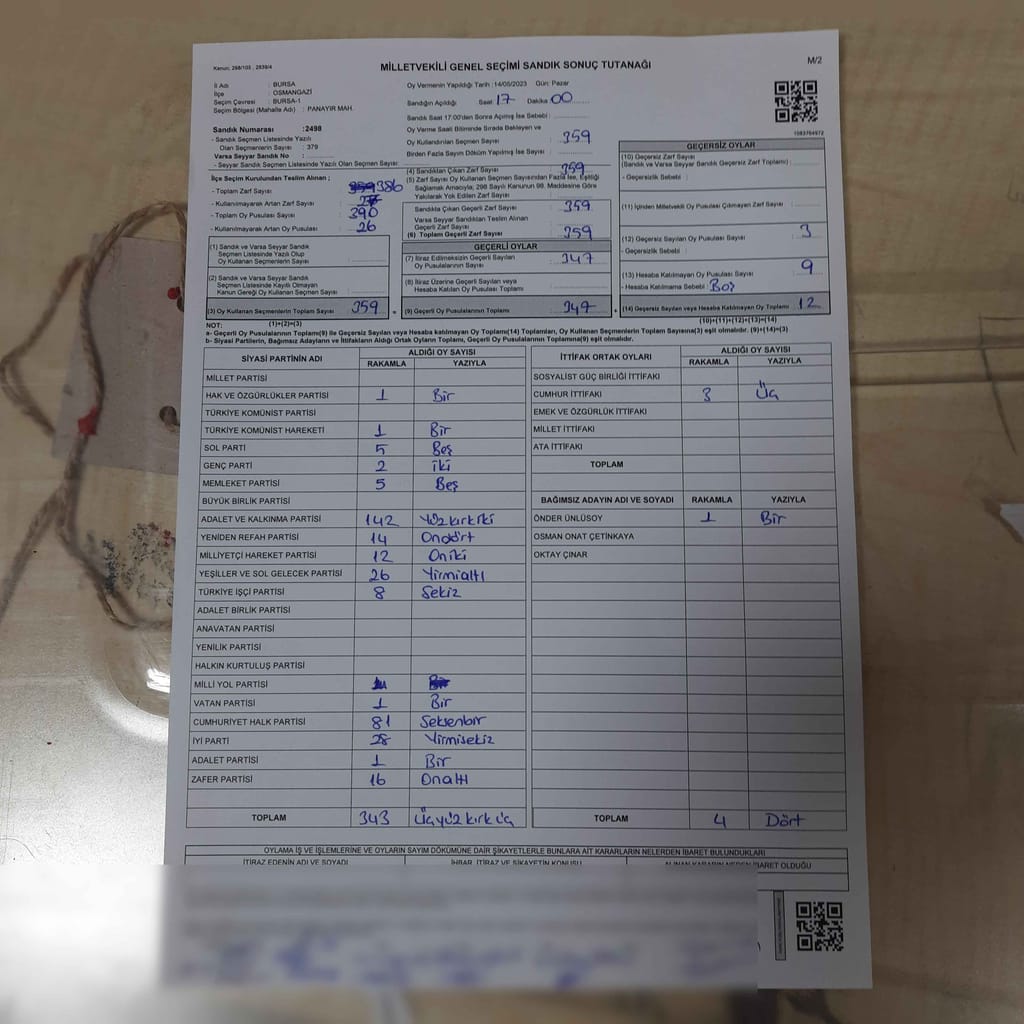 Kanun: 298/103 , 2839/4
MİLLETVEKİLİ GENEL SEÇİMİ SANDIK SONUÇ TUTANAĞI
M/2
İl Adı : BURSA
İlçe : OSMANGAZİ
Seçim Çevresi : BURSA-1
Seçim Bölgesi (Mahalle Adı) : PANAYIR MAH.
Sandık Numarası :2498
- Sandık Seçmen Listesinde Yazılı
Olan Seçmenlerin Sayısı : 379
Varsa Seyyar Sandık No :
- Seyyar Sandık Seçmen Listesinde Yazılı Olan Seçmen Sayısı:
Oy Vermenin Yapıldığı Tarih :14/05/2023 Gün: Pazar
Sandığın Açıldığı Saat 17 Dakika 00
Sandık Saat 17.00'den Sonra Açılmış İse Sebebi :
Oy Verme Saati Bitiminde Sırada Bekleyen ve
Oy Kullandırılan Seçmen Sayısı : 359
Birden Fazla Sayım Döküm Yapılmış İse Sayısı :
1093764972
İlçe Seçim Kurulundan Teslim Alınan ;
- Toplam Zarf Sayısı : 386
- Kullanılmayarak Artan Zarf Sayısı :
- Toplam Oy Pusulası Sayısı : 390
- Kullanılmayarak Artan Oy Pusulası : 26
(4) Sandıktan Çıkan Zarf Sayısı : 359
(5) Zarf Sayısı Oy Kullanan Seçmen Sayısından Fazla İse, Eşitliği
Sağlamak Amacıyla, 298 Sayılı Kanunun 98. Maddesine Göre
Yakılarak Yok Edilen Zarf Sayısı :
Sandıkta Çıkan Geçerli Zarf Sayısı : 359
Varsa Seyyar Sandıktan Teslim Alınan
Geçerli Zarf Sayısı :
(6) Toplam Geçerli Zarf Sayısı : 359
GEÇERLİ OYLAR
(7) İtiraz Edilmeksizin Geçerli Sayılan
Oy Pusulalarının Sayısı : 347
(8) İtiraz Üzerine Geçerli Sayılan veya
Hesaba Katılan Oy Pusulası Toplamı :
(9) Geçerli Oy Pusulalarının Toplamı : 347
GEÇERSİZ OYLAR
(10) Geçersiz Zarf Sayısı
(Sandık ve Varsa Seyyar Sandık Geçersiz Zarf Toplamı) :
- Geçersizlik Sebebi :
(11) İçinden Milletvekili Oy Pusulası Çıkmayan Zarf Sayısı :
(12) Geçersiz Sayılan Oy Pusulası Sayısı : 3
- Geçersizlik Sebebi :
(13) Hesaba Katılmayan Oy Pusulası Sayısı : 9
- Hesaba Katılmama Sebebi : Boş
(14) Geçersiz Sayılan veya Hesaba Katılmayan Oy Toplamı : 12
(10)+(11)+(12)+(13)=(14)
(1) Sandık ve Varsa Seyyar Sandık
Seçmen Listesinde Yazılı Olup
Oy Kullanan Seçmenlerin Sayısı :
(2) Sandık ve Varsa Seyyar Sandık
Seçmen Listesinde Kayıtlı Olmayan
Kanun Gereği Oy Kullanan Seçmen Sayısı :
(3) Oy Kullanan Seçmenlerin Toplam Sayısı : 359
(1)+(2)=(3)
NOT:
a- Geçerli Oy Pusulalarının Toplamı(9) ile Geçersiz Sayılan veya Hesaba katılmayan Oy Toplamı(14) Toplamları, Oy Kullanan Seçmenlerin Toplam Sayısına(3) eşit olmalıdır. (9)+(14)=(3)
b- Siyasi Partilerin, Bağımsız Adayların ve İttifakların Aldığı Ortak Oyların Toplamı, Geçerli Oy Pusulalarının Toplamına(9) eşit olmalıdır.
SİYASİ PARTİNİN ADI ALDIĞI OY SAYISI
RAKAMLA YAZIYLA
MİLLET PARTİSİ
HAK VE ÖZGÜRLÜKLER PARTİSİ 1 Bir
TÜRKİYE KOMÜNİST PARTİSİ
TÜRKİYE KOMÜNİST HAREKETİ 1 Bir
SOL PARTİ 5 Beş
GENÇ PARTİ 2 iki
MEMLEKET PARTİSİ 5 Beş
BÜYÜK BİRLİK PARTİSİ
ADALET VE KALKINMA PARTİSİ 142 Yüzkırkiki
YENİDEN REFAH PARTİSİ 14 Ondört
MİLLİYETÇİ HAREKET PARTİSİ 12 Oniki
YEŞİLLER VE SOL GELECEK PARTİSİ 26 Yirmialtı
TÜRKİYE İŞÇİ PARTİSİ 8 Sekiz
ADALET BİRLİK PARTİSİ
ANAVATAN PARTİSİ
YENİLİK PARTİSİ
HALKIN KURTULUŞ PARTİSİ
MİLLİ YOL PARTİSİ
VATAN PARTİSİ 1 Bir
CUMHURİYET HALK PARTİSİ 81 Seksenbir
İYİ PARTİ 28 Yirmisekiz
ADALET PARTİSİ 1 Bir
ZAFER PARTİSİ 16 Onaltı
TOPLAM 343 Üçyüzkırküç
İTTİFAK ORTAK OYLARI ALDIĞI OY SAYISI
RAKAMLA YAZIYLA
SOSYALİST GÜÇ BİRLİĞİ İTTİFAKI
CUMHUR İTTİFAKI 3 Üç
EMEK VE ÖZGÜRLÜK İTTİFAKI
MİLLET İTTİFAKI
ATA İTTİFAKI
TOPLAM
BAĞIMSIZ ADAYIN ADI VE SOYADI RAKAMLA YAZIYLA
ÖNDER ÜNLÜSOY 1 Bir
OSMAN ONAT ÇETİNKAYA
OKTAY ÇINAR
TOPLAM 4 Dört
OYLAMA İŞ VE İŞLEMLERİNE VE OYLARIN SAYIM DÖKÜMÜNE DAİR ŞİKAYETLERLE BUNLARA AİT KARARLARIN NELERDEN İBARET BULUNDUKLARI
İTİRAZ EDENİN ADI VE SOYADI İHBAR, İTİRAZ VE ŞİKAYETİN KONUSU ALINAN KARARIN NEDEN İBARET OLDUĞU